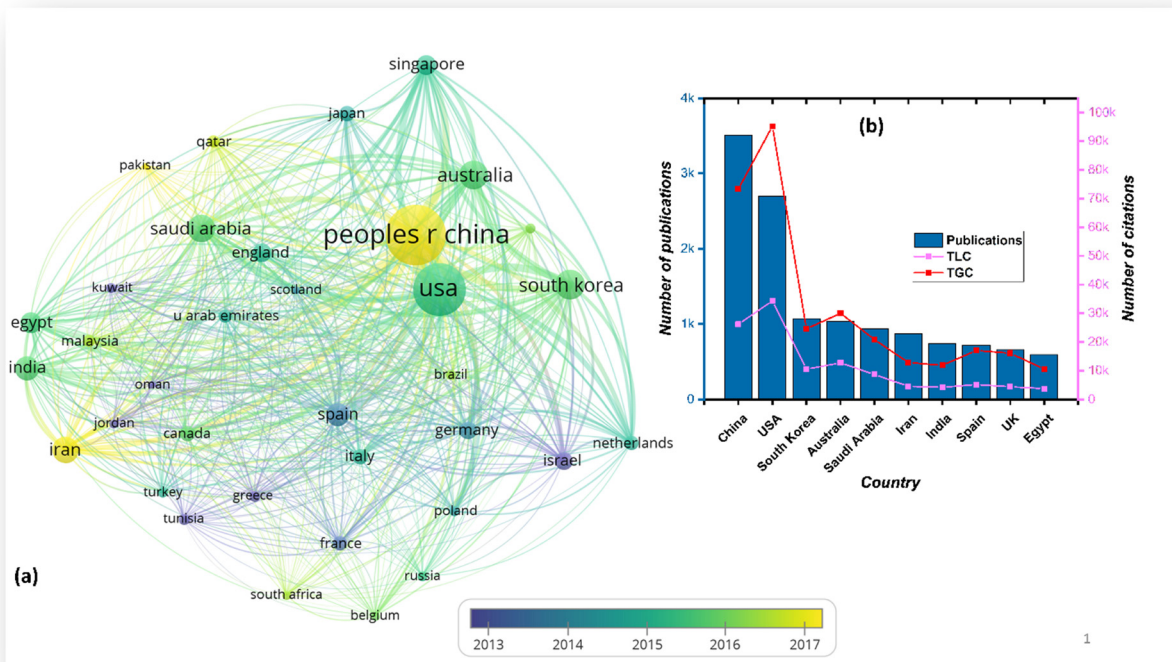 singapore
japan
qatar
pakistan
australia
saudi arabia
peoples r china
england
kuwait
scotland
usa
south korea
egypt
u arab emirates
malaysia
india
oman
brazil
jordan
spain
canada
germany
iran
italy
israel
netherlands
turkey
greece
tunisia
poland
france
russia
south africa
belgium
(a)
2013 2014 2015 2016 2017
(b)
4k
3k
2k
1k
0
Number of publications
100k
90k
80k
70k
60k
50k
40k
30k
20k
10k
0
Number of citations
Publications
TLC
TGC
China
USA
South Korea
Australia
Saudi Arabia
Iran
India
Spain
UK
Egypt
Country
1